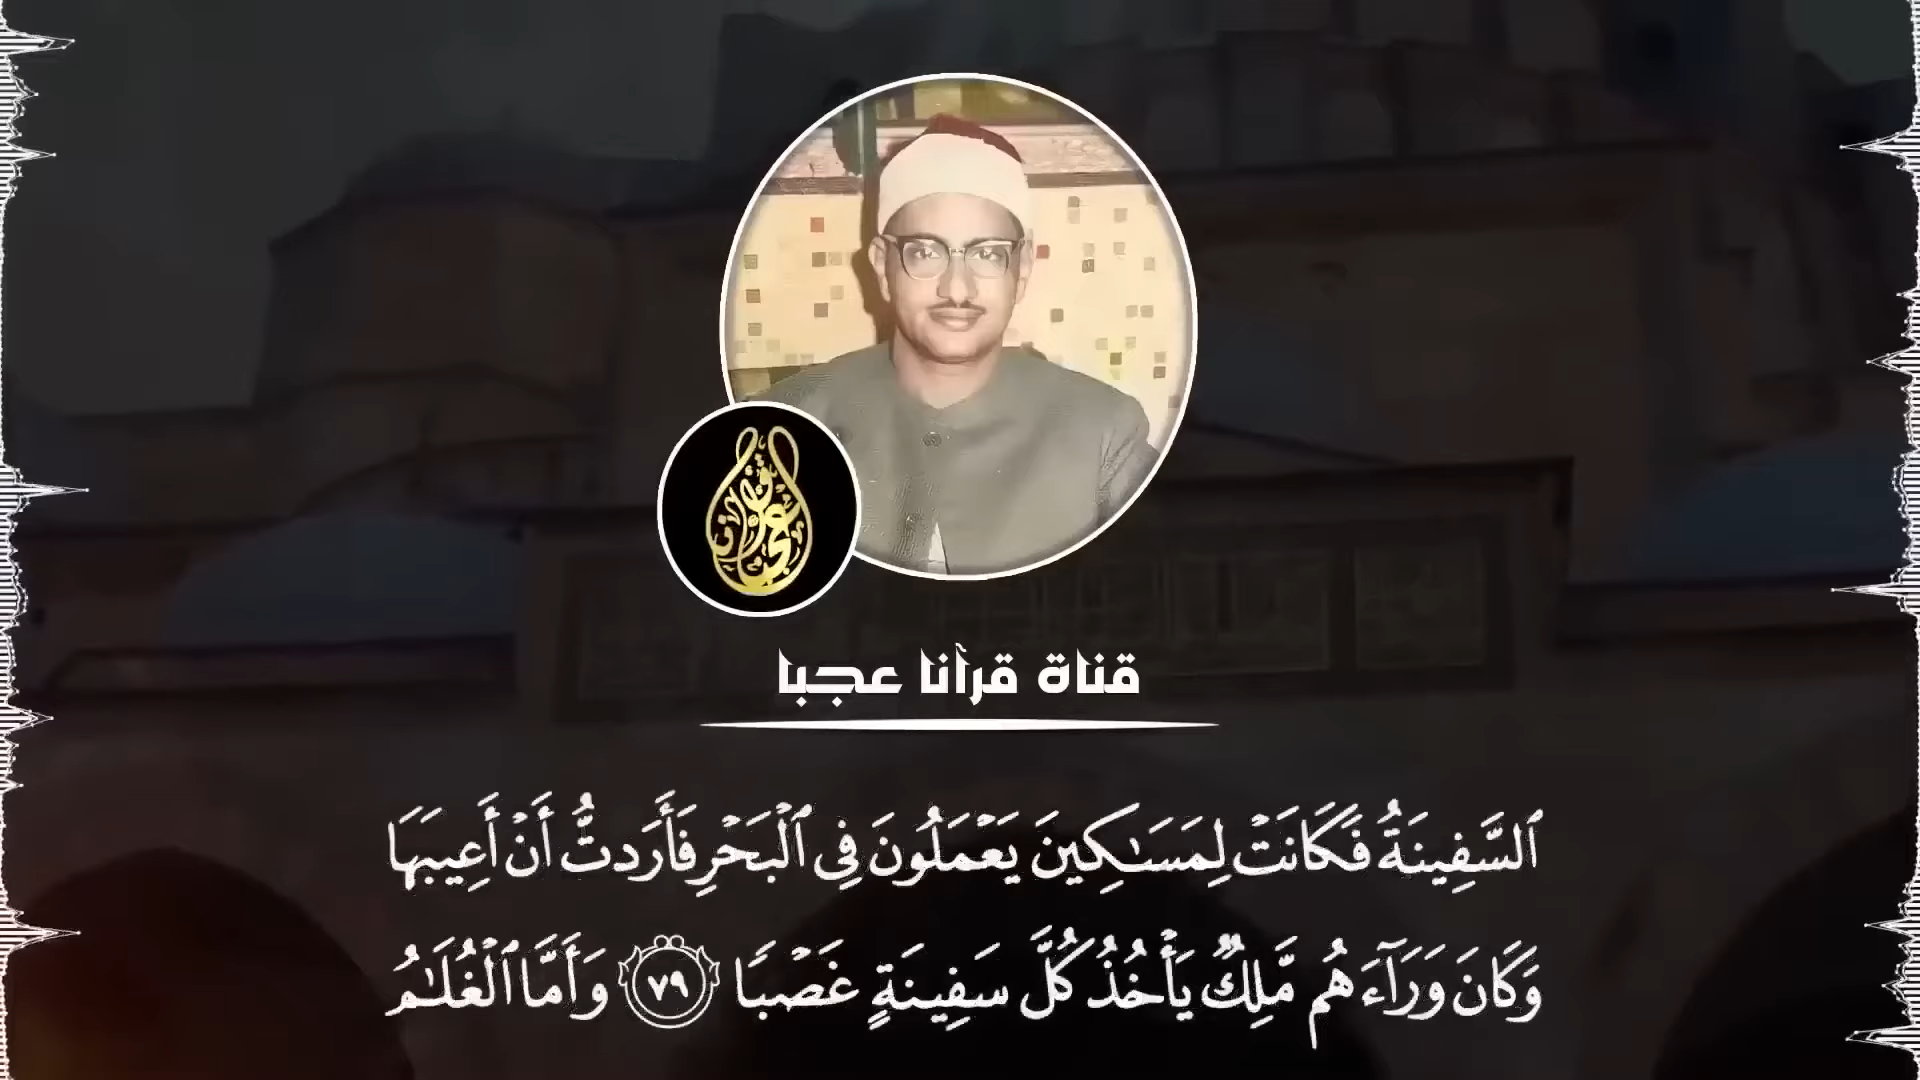 قناة قرآنا عجبا
ٱلسَّفِينَةُ فَكَانَتْ لِمَسَـٰكِينَ يَعْمَلُونَ فِى ٱلْبَحْرِ فَأَرَدتُّ أَنْ أَعِيبَهَا
وَكَانَ وَرَآءَهُم مَّلِكٌ يَأْخُذُ كُلَّ سَفِينَةٍ غَصْبًا ٧٩ وَأَمَّا ٱلْغُلَـٰمُ